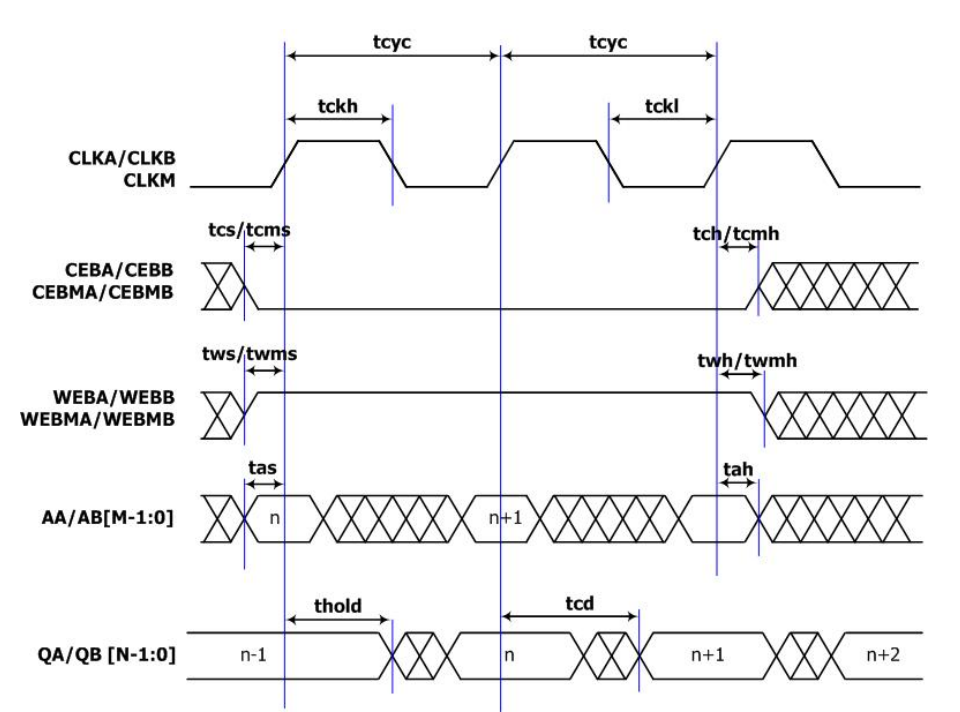 tcyc tcyc
tckh tckl
CLKA/CLKB
CLKM
tcs/tcms tch/tcmh
CEBA/CEBB
CEBMA/CEBMB
tws/twms twh/twmh
WEBA/WEBB
WEBMA/WEBMB
tas tah
AA/AB[M-1:0] n n+1
thold tcd
QA/QB [N-1:0] n-1 n n+1 n+2